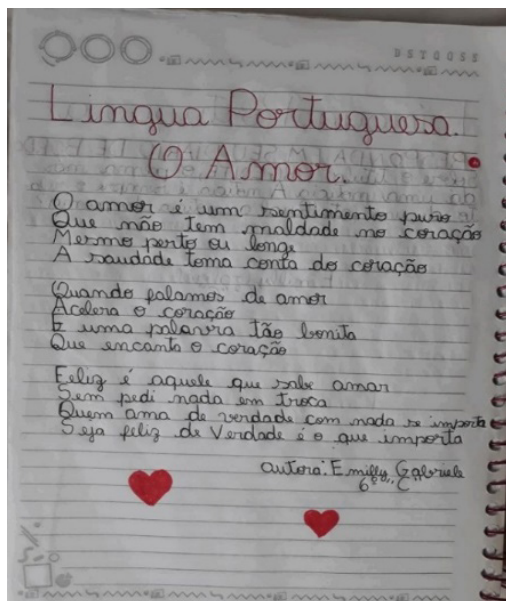 Língua Portuguesa.
O Amor.
O amor é um sentimento puro
Que não tem maldade no coração
Mesmo perto ou longe
A saudade toma conta do coração
Quando falamos de amor
Acelera o coração
É uma palavra tão bonita
Que encanta o coração
Feliz é aquele que sabe amar
Sem pedi nada em troca
Quem ama de verdade com nada se importa
Seja feliz de Verdade é o que importa
autora: Emilly Gabriele
6º "C"